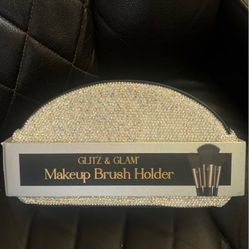 GLITZ & GLAM®
Makeup Brush Holder